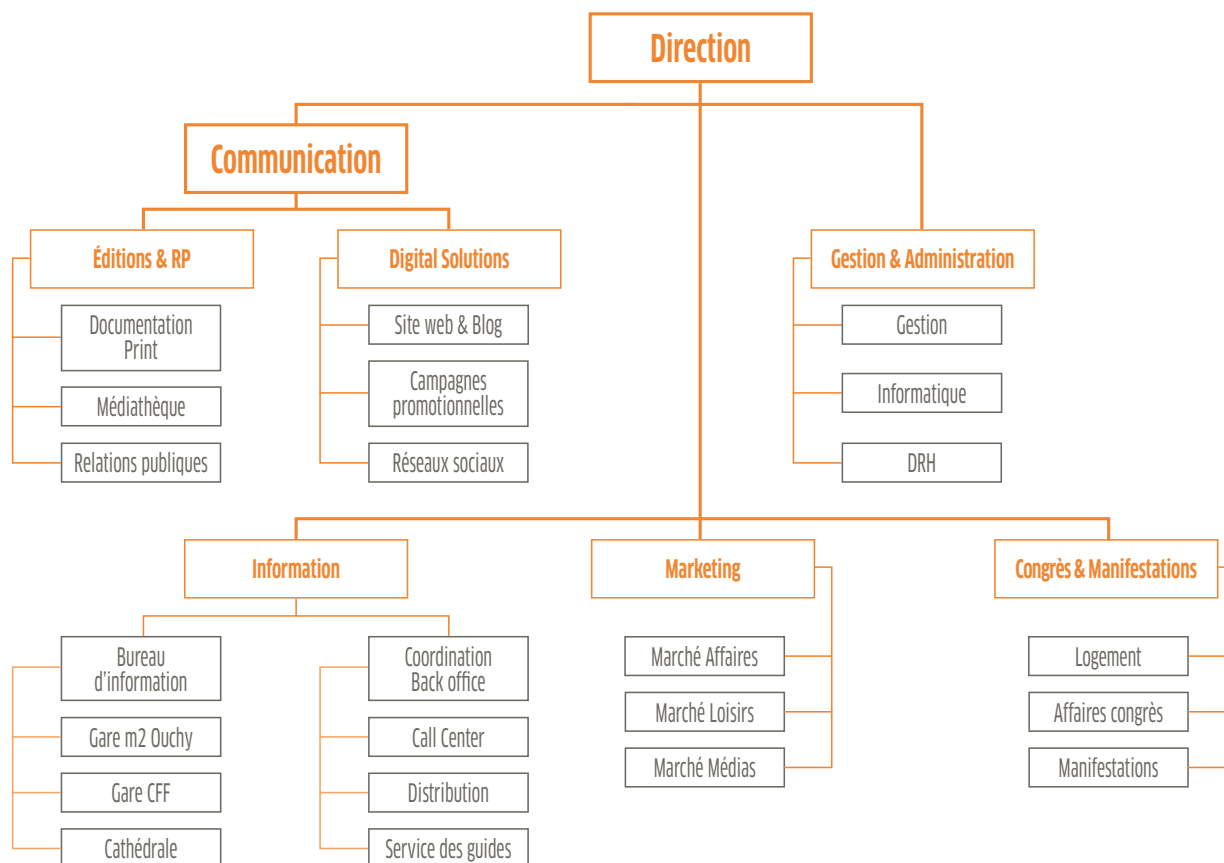 Direction
Communication
Éditions & RP
Digital Solutions
Gestion & Administration
Documentation
Print
Médiathèque
Relations publiques
Site web & Blog
Campagnes
promotionnelles
Réseaux sociaux
Gestion
Informatique
DRH
Information
Marketing
Congrès & Manifestations
Bureau
d'information
Gare m2 Ouchy
Gare CFF
Cathédrale
Coordination
Back office
Call Center
Distribution
Service des guides
Marché Affaires
Marché Loisirs
Marché Médias
Logement
Affaires congrès
Manifestations